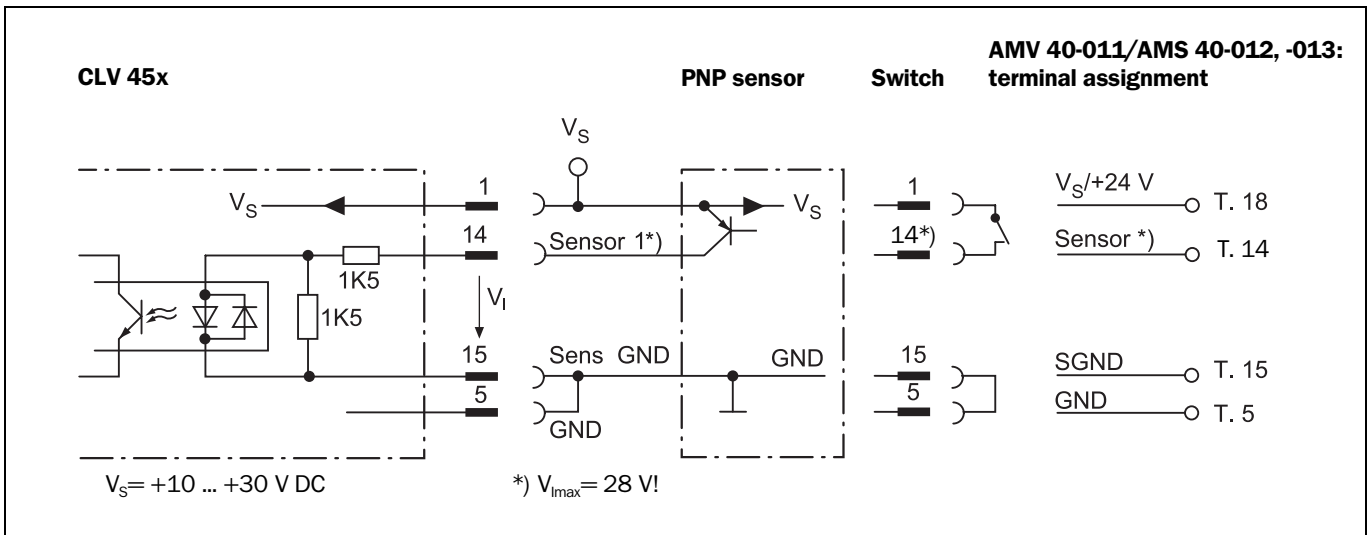 AMV 40-011/AMS 40-012, -013:
CLV 45x PNP sensor Switch terminal assignment
V_S
1 1 V_S/+24 V
V_S V_S T. 18
14 Sensor 1*) 14*) Sensor *) T. 14
1K5
V_I
1K5
15 Sens GND GND 15 SGND T. 15
5 5 GND T. 5
GND
V_S= +10 ... +30 V DC *) V_Imax= 28 V!